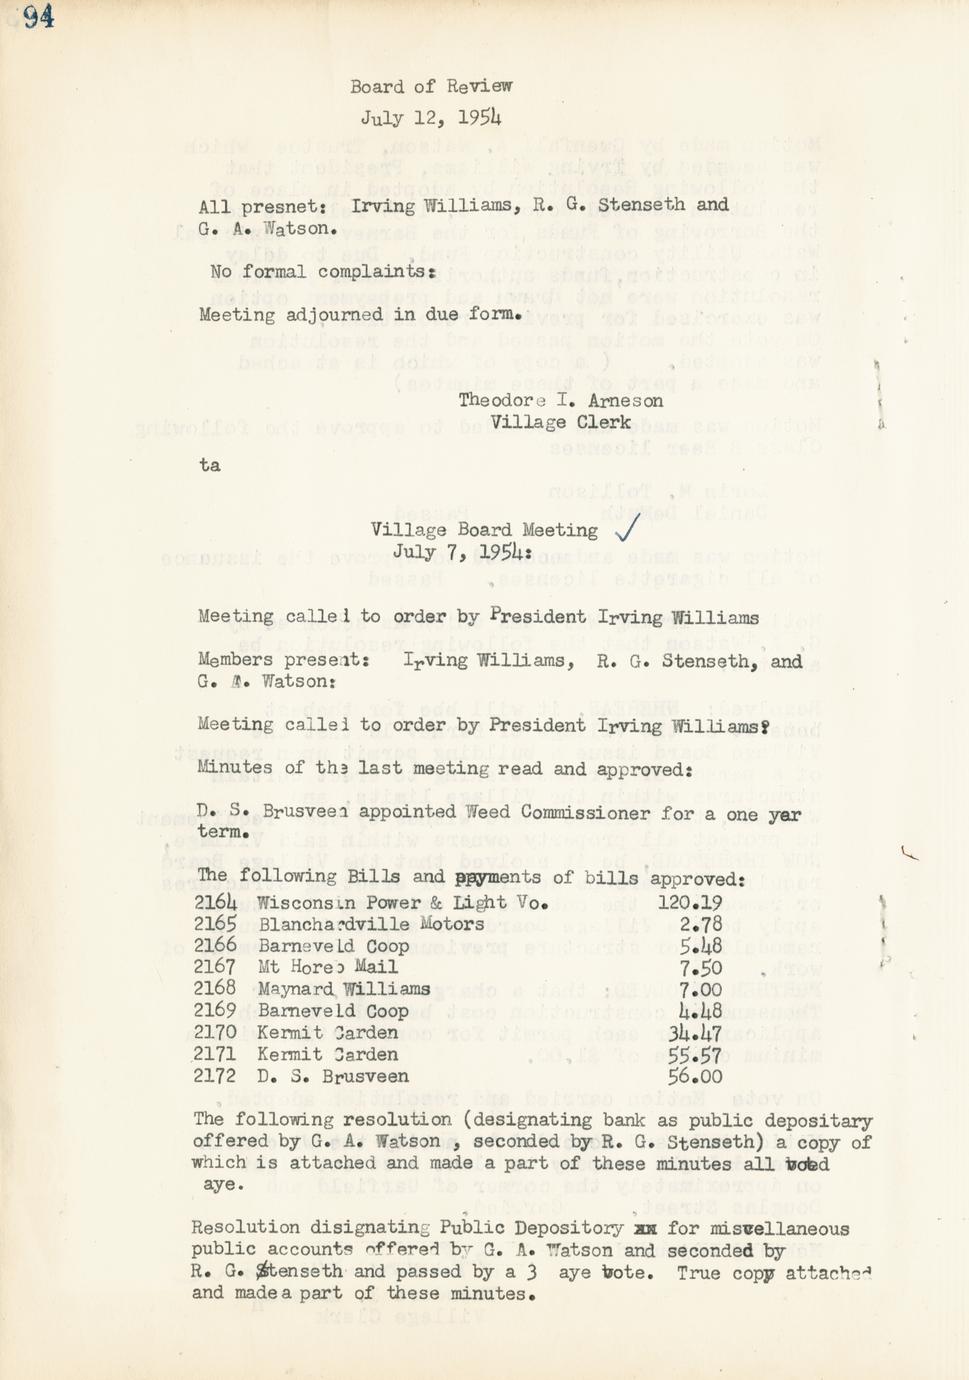 94
Board of Review
July 12, 1954
All presnet: Irving Williams, R. G. Stenseth and
G. A. Watson.
No formal complaints:
Meeting adjourned in due form.
Theodore I. Arneson
Village Clerk
ta
Village Board Meeting ✓
July 7, 1954:
Meeting called to order by President Irving Williams
Members present: Irving Williams, R. G. Stenseth, and
G. A. Watson:
Meeting called to order by President Irving Williams?
Minutes of the last meeting read and approved:
D. S. Brusveen appointed Weed Commissioner for a one yar
term.
The following Bills and payments of bills approved:
2164 Wisconsin Power & Light Vo. 120.19
2165 Blanchardville Motors 2.78
2166 Barneveld Coop 5.48
2167 Mt Horeb Mail 7.50
2168 Maynard Williams 7.00
2169 Barneveld Coop 4.48
2170 Kermit Carden 34.47
2171 Kermit Carden 55.57
2172 D. S. Brusveen 56.00
The following resolution (designating bank as public depositary
offered by G. A. Watson , seconded by R. G. Stenseth) a copy of
which is attached and made a part of these minutes all voted
aye.
Resolution disignating Public Depository xx for miscellaneous
public accounts offered by G. A. Watson and seconded by
R. G. Stenseth and passed by a 3 aye vote. True copy attached
and made a part of these minutes.